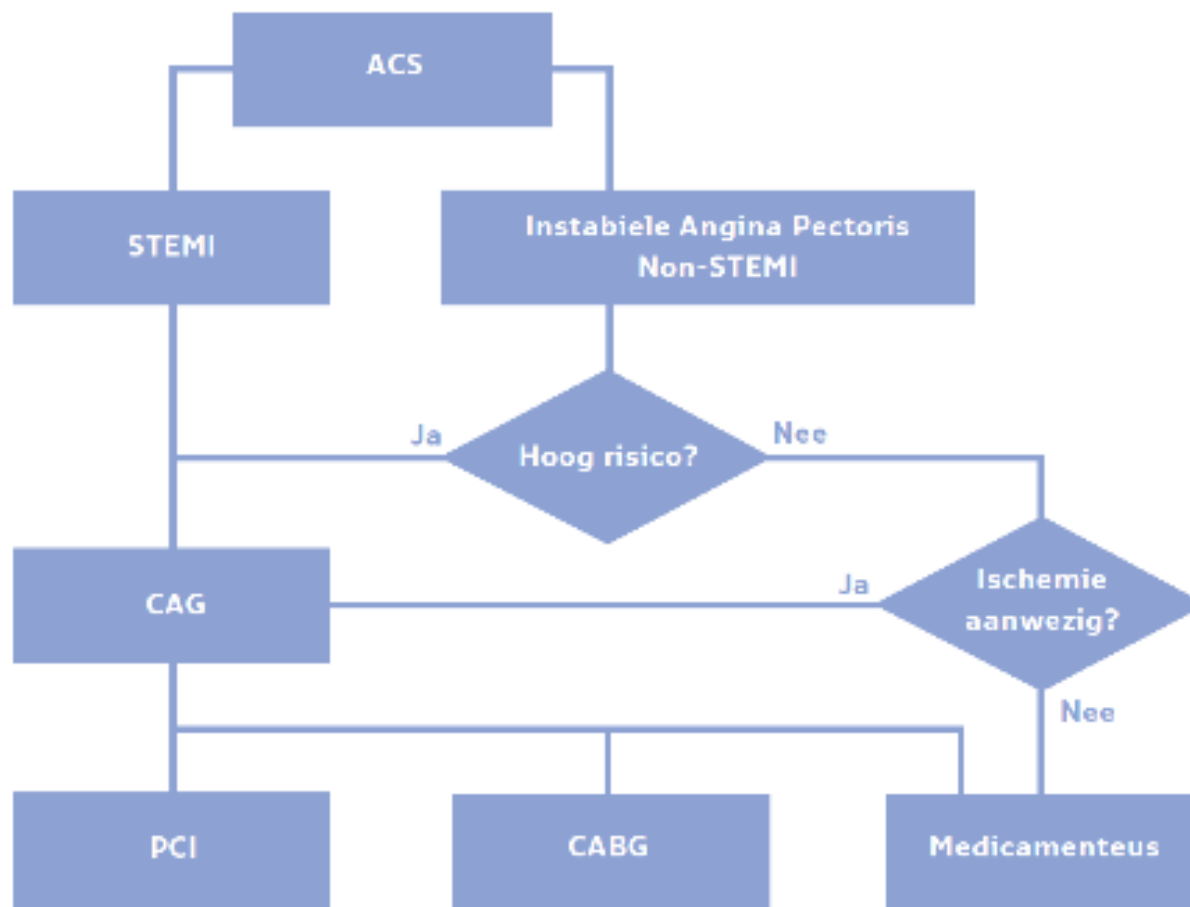 ACS
STEMI
Instabiele Angina Pectoris
Non-STEMI
Ja
Hoog risico?
Nee
CAG
Ja
Ischemie
aanwezig?
Nee
PCI
CABG
Medicamenteus